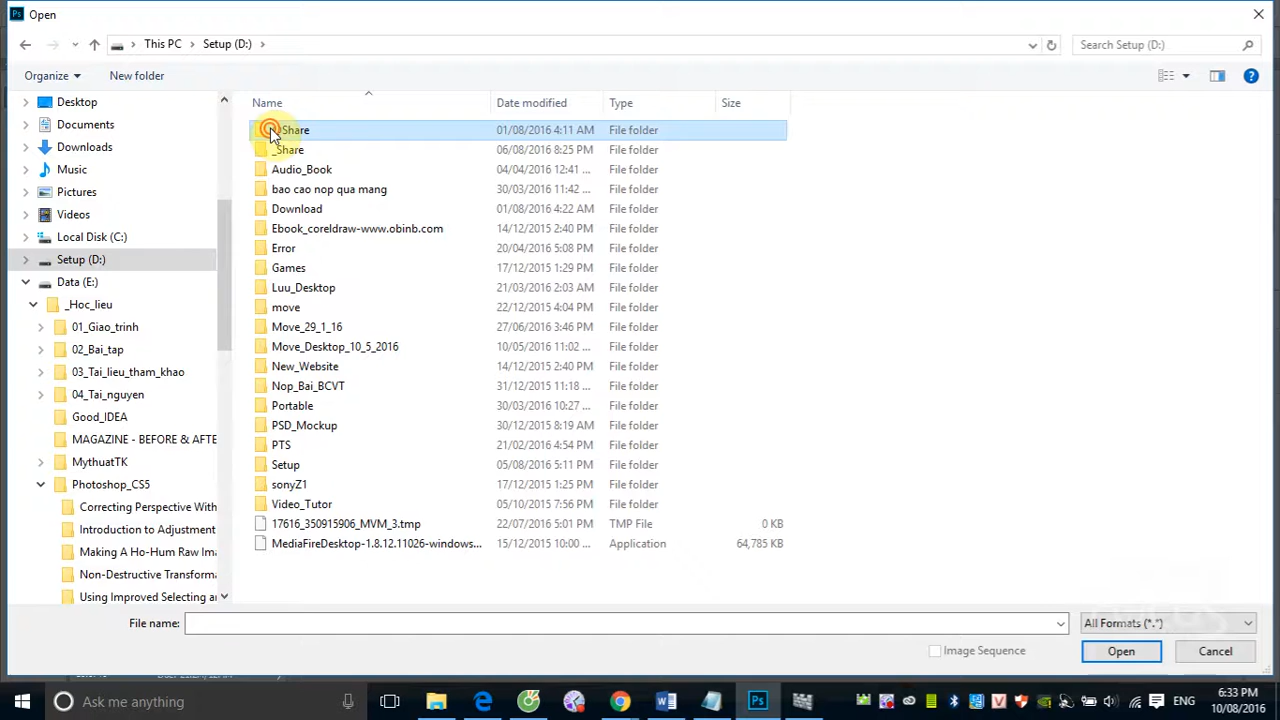 Open
This PC > Setup (D:) >
Search Setup (D:)
Organize
New folder
Name Date modified Type Size
Desktop
Documents
Downloads
Music
Pictures
Videos
Local Disk (C:)
Setup (D:)
Data (E:)
_Hoc_lieu
01_Giao_trinh
02_Bai_tap
03_Tai_lieu_tham_khao
04_Tai_nguyen
Good_IDEA
MAGAZINE - BEFORE & AFTE
MythuatTK
Photoshop_CS5
Correcting Perspective With
Introduction to Adjustment
Making A Ho-Hum Raw Ima
Non-Destructive Transforma
Using Improved Selecting an
Share 01/08/2016 4:11 AM File folder
_Share 06/08/2016 8:25 PM File folder
Audio_Book 04/04/2016 12:41 ... File folder
bao cao nop qua mang 30/03/2016 11:42 ... File folder
Download 01/08/2016 4:22 AM File folder
Ebook_coreldraw-www.obinb.com 14/12/2015 2:40 PM File folder
Error 20/04/2016 5:08 PM File folder
Games 17/12/2015 1:29 PM File folder
Luu_Desktop 21/03/2016 2:03 AM File folder
move 22/12/2015 4:04 PM File folder
Move_29_1_16 27/06/2016 3:46 PM File folder
Move_Desktop_10_5_2016 10/05/2016 11:02 ... File folder
New_Website 14/12/2015 2:40 PM File folder
Nop_Bai_BCVT 31/12/2015 11:18 ... File folder
Portable 30/03/2016 10:27 ... File folder
PSD_Mockup 30/12/2015 8:19 AM File folder
PTS 21/02/2016 4:54 PM File folder
Setup 05/08/2016 5:11 PM File folder
sonyZ1 17/12/2015 1:25 PM File folder
Video_Tutor 05/10/2015 7:56 PM File folder
17616_350915906_MVM_3.tmp 22/07/2016 5:01 PM TMP File 0 KB
MediaFireDesktop-1.8.12.11026-windows... 15/12/2015 10:00 ... Application 64,785 KB
File name:
All Formats (*.*)
Image Sequence
Open
Cancel
Ask me anything
ENG
6:33 PM
10/08/2016